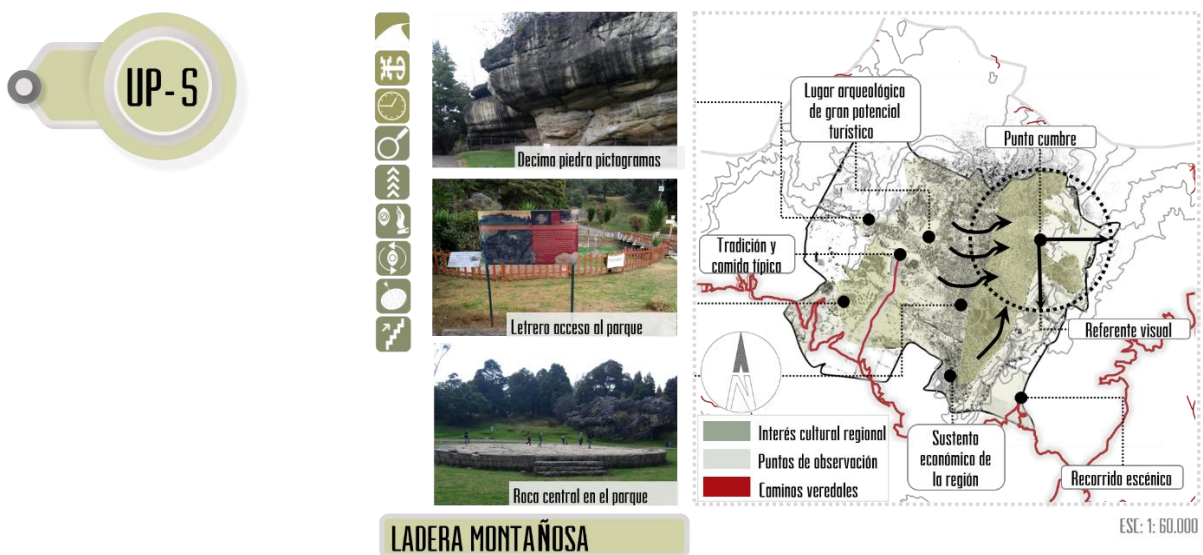 UP-S
Decima piedra pictogramas
Letrero acceso al parque
Roca central en el parque
LADERA MONTAÑOSA
Lugar arqueológico
de gran potencial
turístico
Punto cumbre
Tradición y
comida típica
Referente visual
N
Interés cultural regional
Puntos de observación
Caminos veredales
Sustento
económico de
la región
Recorrido escénico
ESC: 1: 60.000